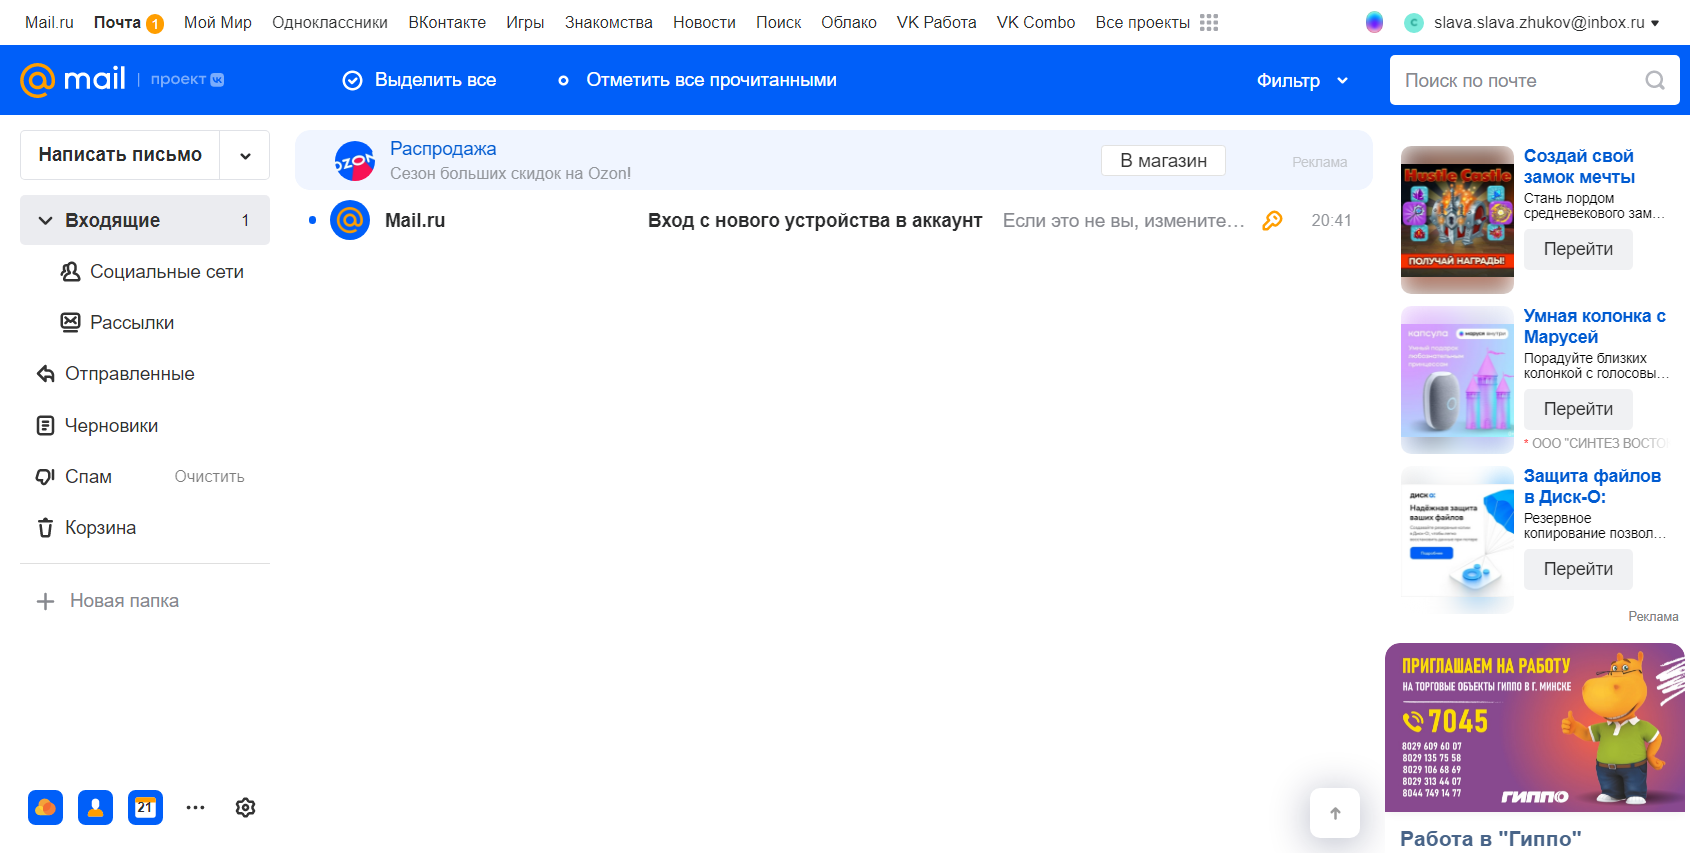 Mail.ru Почта 1 Мой Мир Одноклассники ВКонтакте Игры Знакомства Новости Поиск Облако VK Работа VK Combo Все проекты
C slava.slava.zhukov@inbox.ru
mail проект
Выделить все
Отметить все прочитанными
Фильтр
Поиск по почте
Написать письмо
Входящие 1
Социальные сети
Рассылки
Отправленные
Черновики
Спам Очистить
Корзина
Новая папка
21
OZON
Распродажа
Сезон больших скидок на Ozon!
В магазин
Реклама
Mail.ru Вход с нового устройства в аккаунт Если это не вы, измените... 20:41
Hustle Castle
ПОЛУЧАЙ НАГРАДЫ!
Создай свой
замок мечты
Стань лордом
средневекового зам...
Перейти
капсула
маруся внутри
Умный подарок
любознательным
принцессам
Умная колонка с
Марусей
Порадуйте близких
колонкой с голосовы...
Перейти
* ООО "СИНТЕЗ ВОСТО
ДИСК-О:
Надёжная защита
ваших файлов
Защита файлов
в Диск-О:
Резервное
копирование позвол...
Перейти
Реклама
ПРИГЛАШАЕМ НА РАБОТУ
НА ТОРГОВЫЕ ОБЪЕКТЫ ГИППО В Г. МИНСКЕ
7045
8029 609 60 07
8029 135 75 58
8029 106 68 69
8029 313 44 07
8044 749 14 77
ГИППО
Работа в "Гиппо"